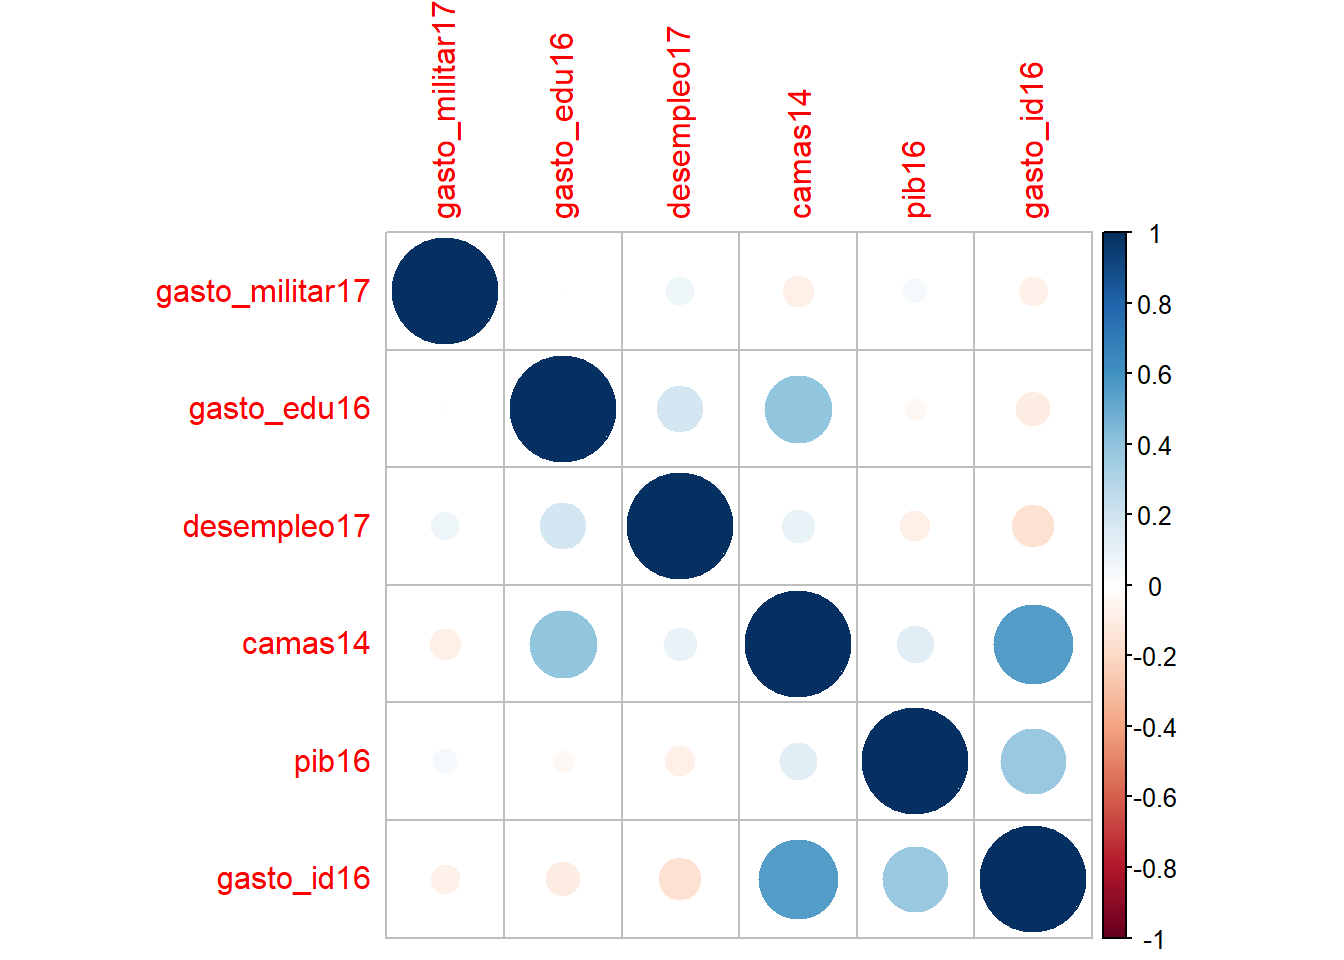 gasto_militar17
gasto_edu16
desempleo17
camas14
pib16
gasto_id16
gasto_militar17
gasto_edu16
desempleo17
camas14
pib16
gasto_id16
1
0.8
0.6
0.4
0.2
0
-0.2
-0.4
-0.6
-0.8
-1